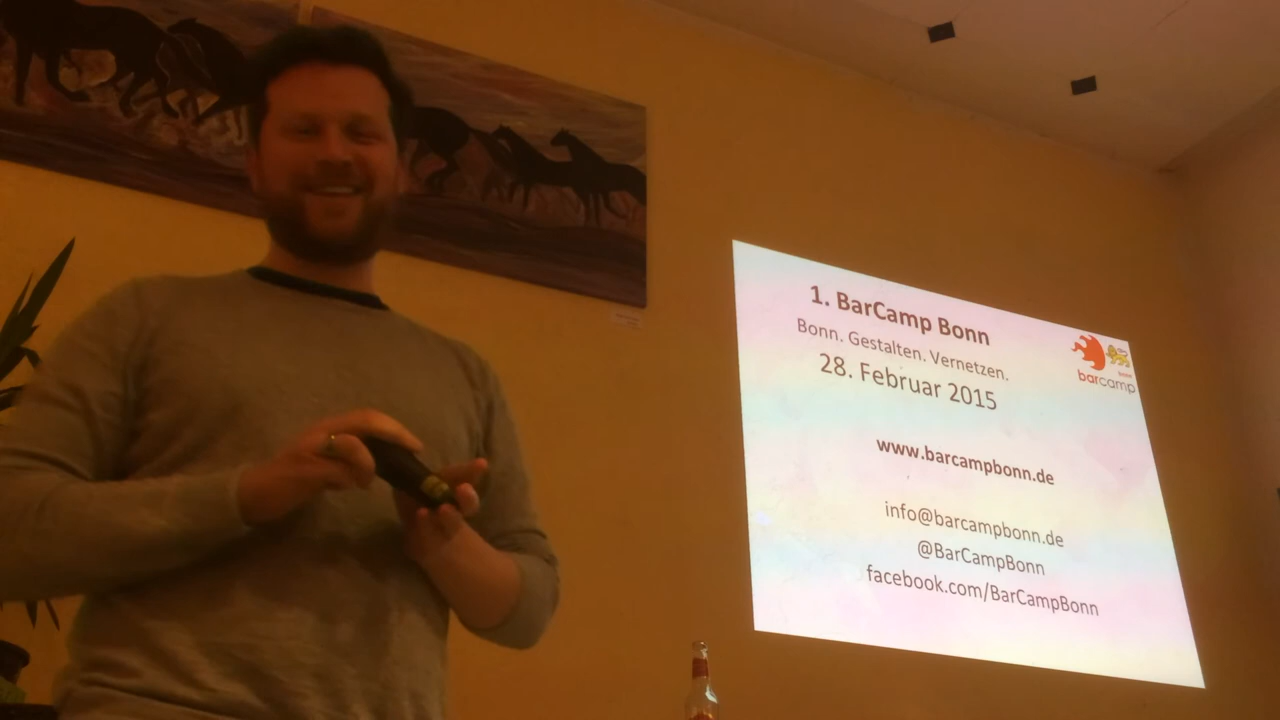 1. BarCamp Bonn
Bonn. Gestalten. Vernetzen.
28. Februar 2015
barcamp
www.barcampbonn.de
info@barcampbonn.de
@BarCampBonn
facebook.com/BarCampBonn